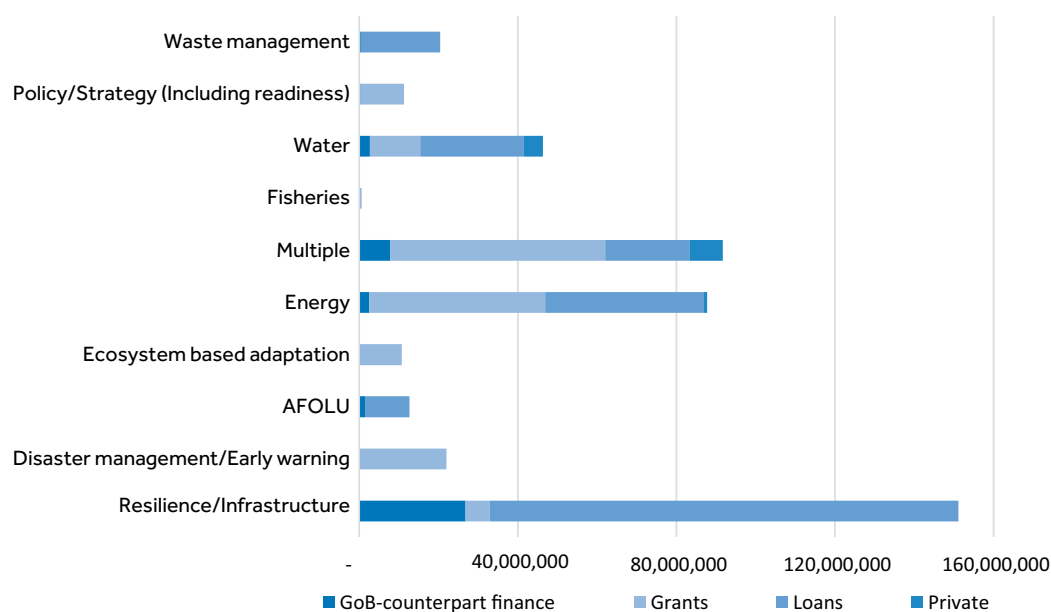 Waste management
Policy/Strategy (Including readiness)
Water
Fisheries
Multiple
Energy
Ecosystem based adaptation
AFOLU
Disaster management/Early warning
Resilience/Infrastructure
- 40,000,000 80,000,000 120,000,000 160,000,000
GoB-counterpart finance Grants Loans Private